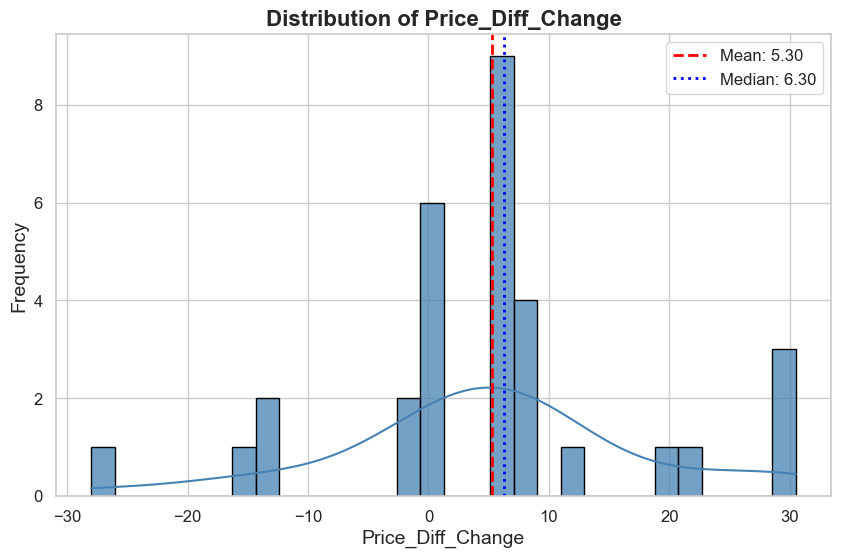 Distribution of Price_Diff_Change
Mean: 5.30
Median: 6.30
Frequency
8
6
4
2
0
−30
−20
−10
0
10
20
30
Price_Diff_Change